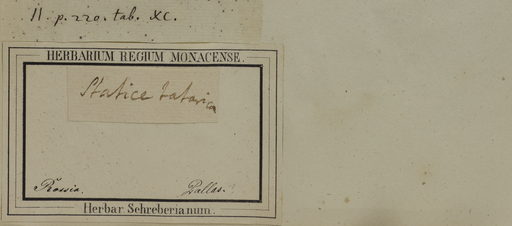 II. p. 220. tab. XC.
HERBARIUM REGIUM MONACENSE.
Statice tatarica
Rossia. Pallas.
Herbar. Schreberianum.